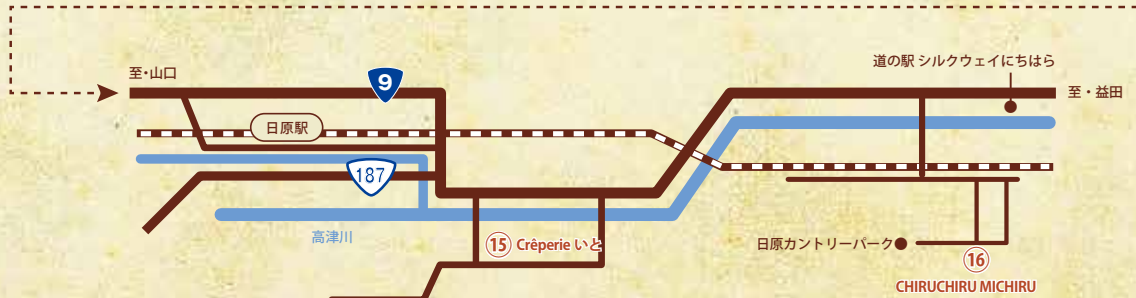 至・山口
9
道の駅 シルクウェイにちはら
至・益田
日原駅
187
高津川
⑮ Crêperie いと
日原カントリーパーク
⑯
CHIRUCHIRU MICHIRU